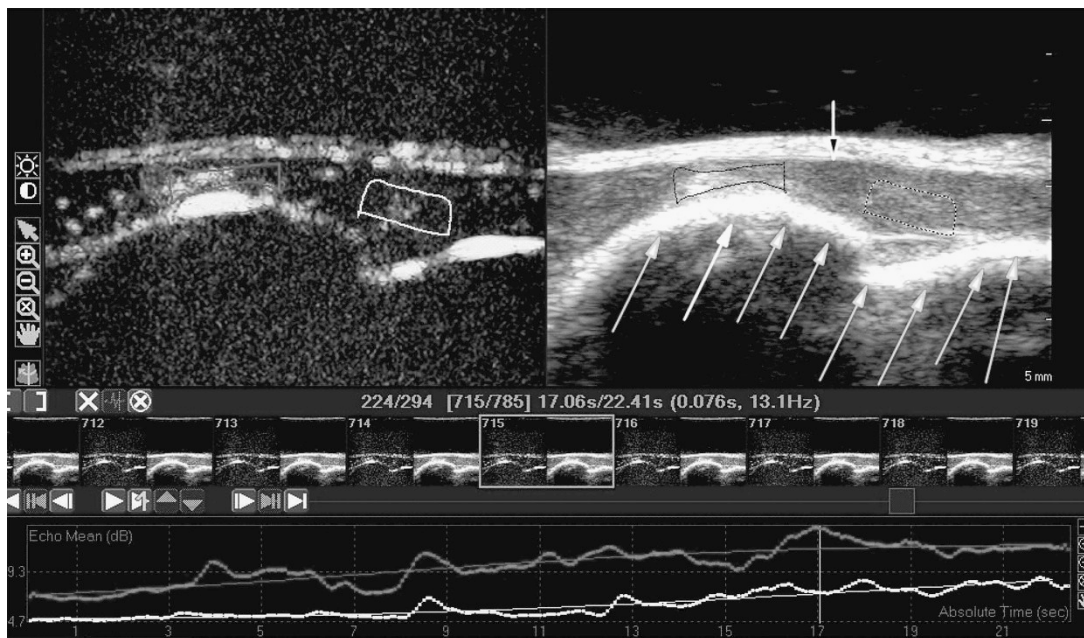 5 mm
224/294 [715/785] 17.06s/22.41s (0.076s, 13.1Hz)
712 713 714 715 716 717 718 719
Echo Mean (dB)
9.3
4.7
Absolute Time (sec)
1 3 5 7 9 11 13 15 17 19 21